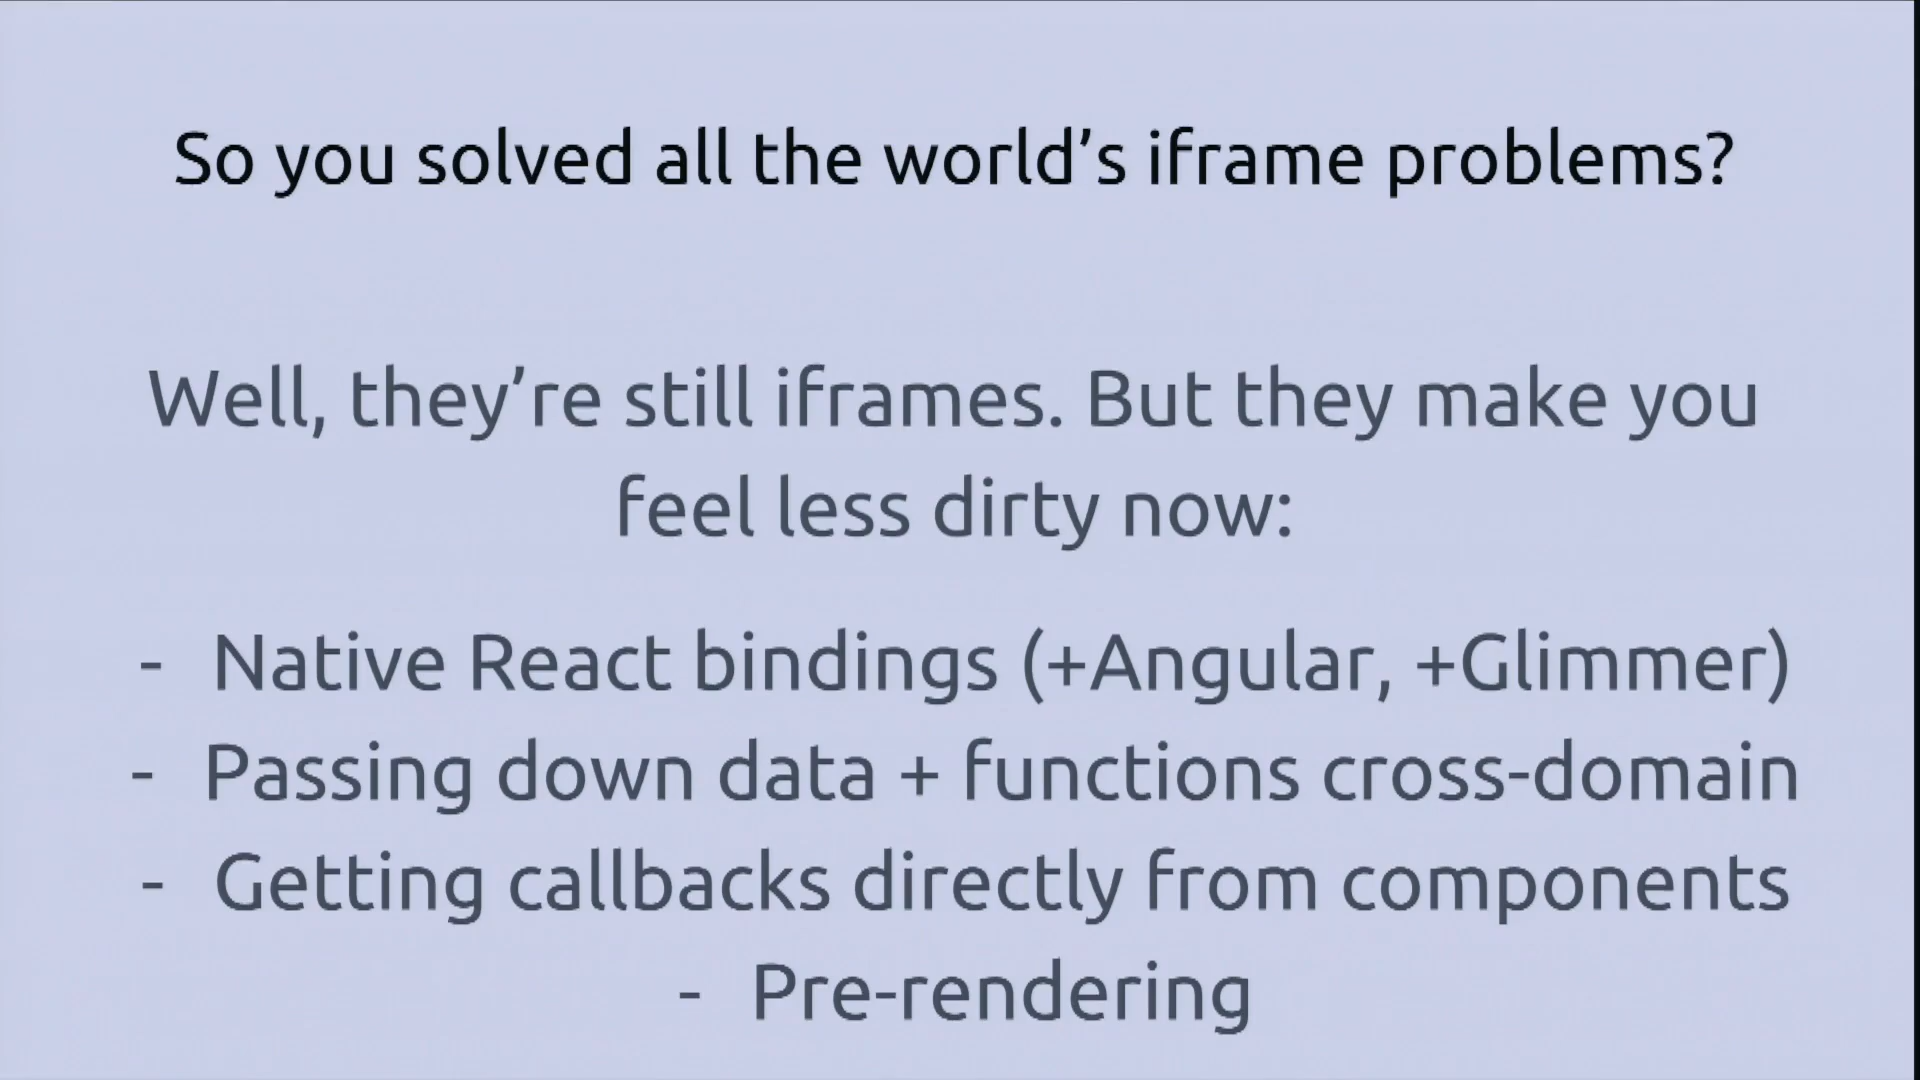 So you solved all the world’s iframe problems?
Well, they’re still iframes. But they make you
feel less dirty now:
- Native React bindings (+Angular, +Glimmer)
- Passing down data + functions cross-domain
- Getting callbacks directly from components
- Pre-rendering